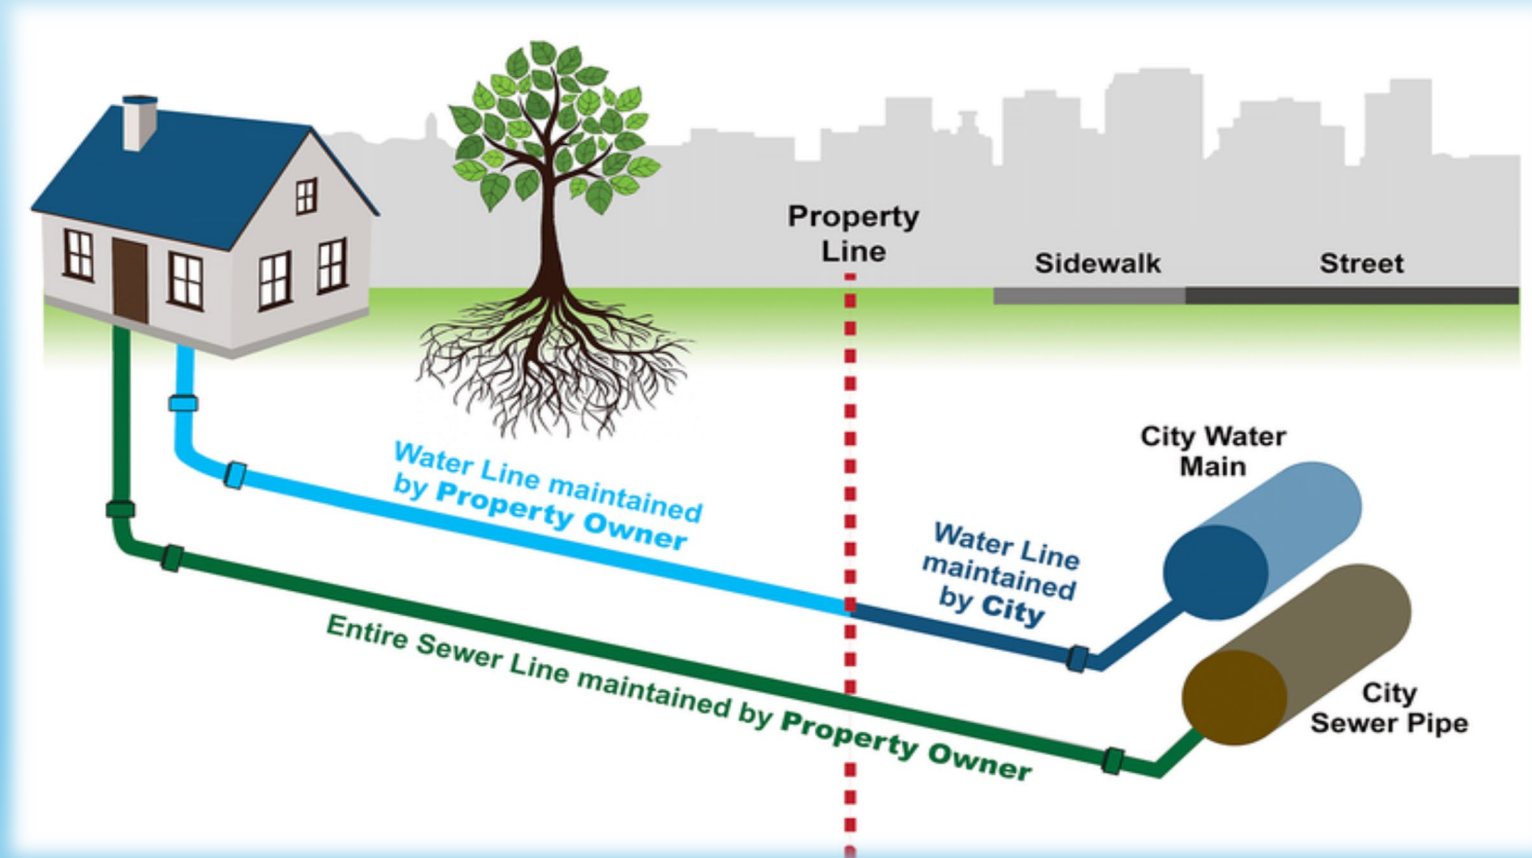 Property
Line
Sidewalk
Street
City Water
Main
Water Line maintained
by Property Owner
Water Line
maintained
by City
Entire Sewer Line maintained by Property Owner
City
Sewer Pipe